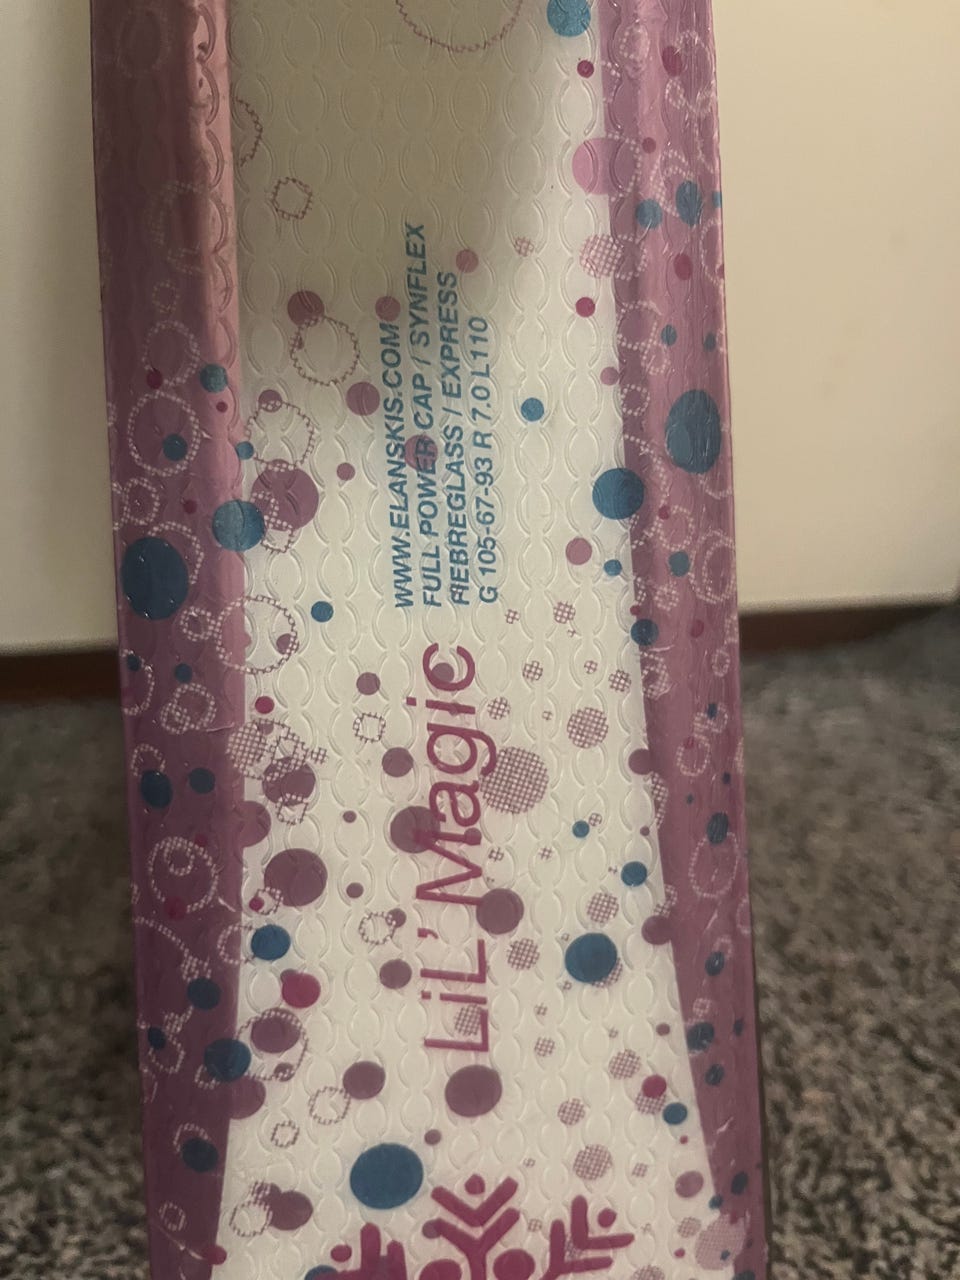 WWW.ELANSKIS.COM
FULL POWER CAP / SYNFLEX
FIEBREGLASS / EXPRESS
G 105-67-93 R 7.0 L110
LiL' Magic